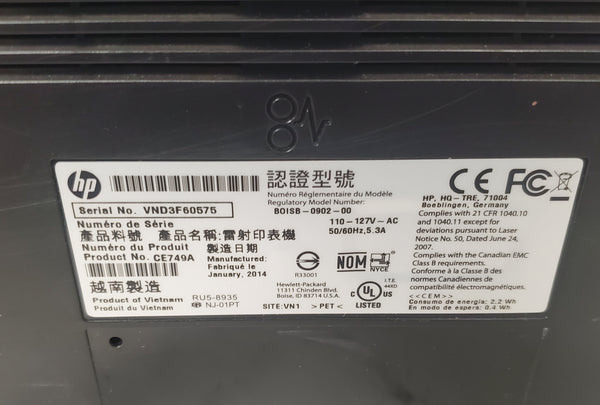 hp
認證型號
Numéro Réglementaire du Modèle
Regulatory Model Number:
BOISB-0902-00
110-127V~AC
50/60Hz,5.3A
Serial No. VND3F60575
Numéro de Série
產品料號 產品名稱:雷射印表機
Numéro du Produit
Product No. CE749A
製造日期
Manufactured:
Fabriqué le
January, 2014
越南製造
Product of Vietnam
Produit du Vietnam
RU5-8935
NJ-01PT
R33001
NOM
NYCE
Hewlett-Packard
11311 Chinden Blvd.
Boise, ID 83714 U.S.A.
SITE:VN1 >PET<
UL
C
I.T.E.
44XD
LISTED
CE FC
HP, HQ-TRE, 71004
Boeblingen, Germany
Complies with 21 CFR 1040.10
and 1040.11 except for
deviations pursuant to Laser
Notice No. 50, Dated June 24,
2007.
Complies with Canadian EMC
Class B requirements.
Conforme à la Classe B des
normes Canadiennes de
compatibilité électromagnétiques.
<<CEM>>
Consumo de energia: 2.2 Wh
En modo de espera: 0.4 Wh